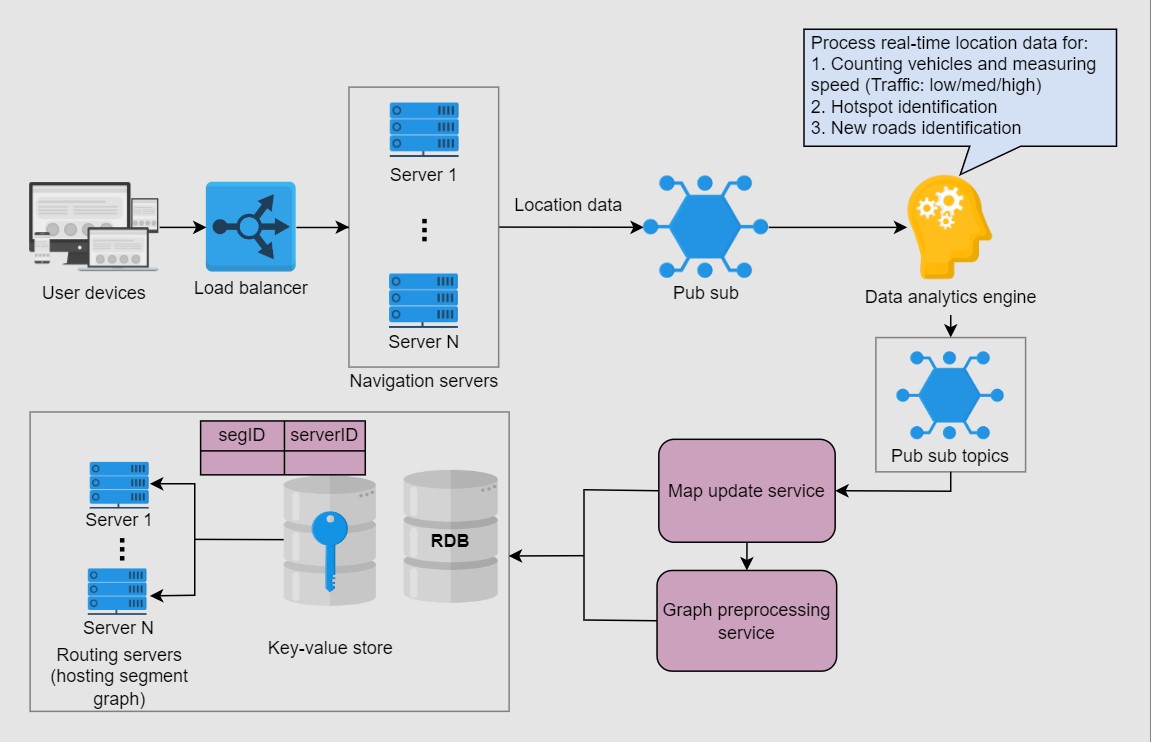 Process real-time location data for:
1. Counting vehicles and measuring
speed (Traffic: low/med/high)
2. Hotspot identification
3. New roads identification
Server 1
Location data
User devices
Load balancer
Server N
Navigation servers
Pub sub
Data analytics engine
Pub sub topics
segID
serverID
Server 1
Server N
Routing servers
(hosting segment
graph)
Key-value store
RDB
Map update service
Graph preprocessing
service